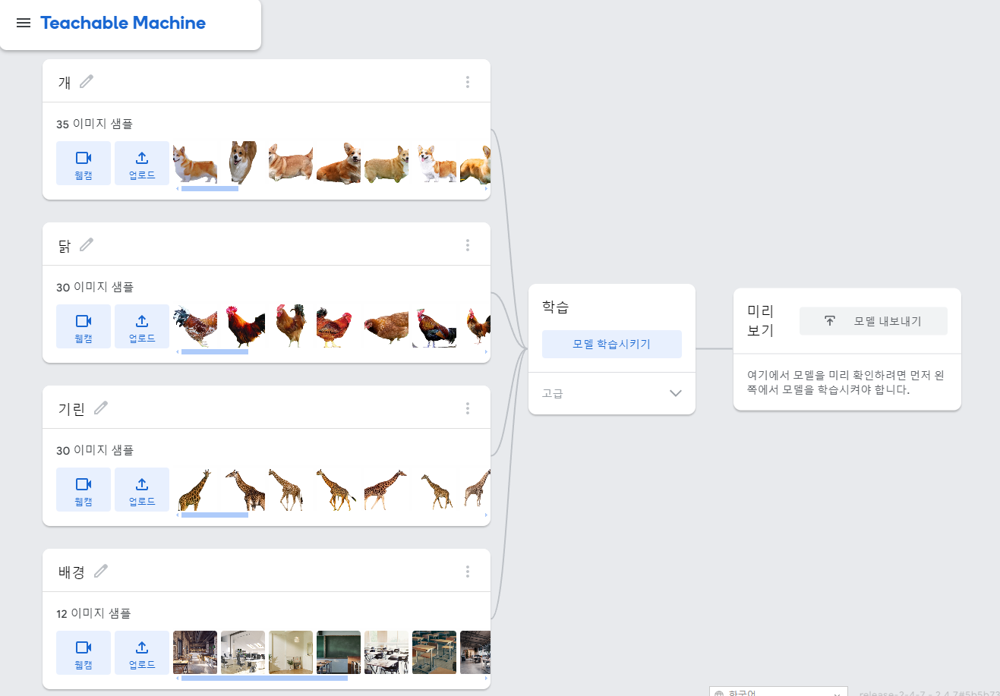 Teachable Machine
개
35 이미지 샘플
웹캠
업로드
닭
30 이미지 샘플
웹캠
업로드
기린
30 이미지 샘플
웹캠
업로드
배경
12 이미지 샘플
웹캠
업로드
학습
모델 학습시키기
고급
미리
보기
모델 내보내기
여기에서 모델을 미리 확인하려면 먼저 왼
쪽에서 모델을 학습시켜야 합니다.
한국어